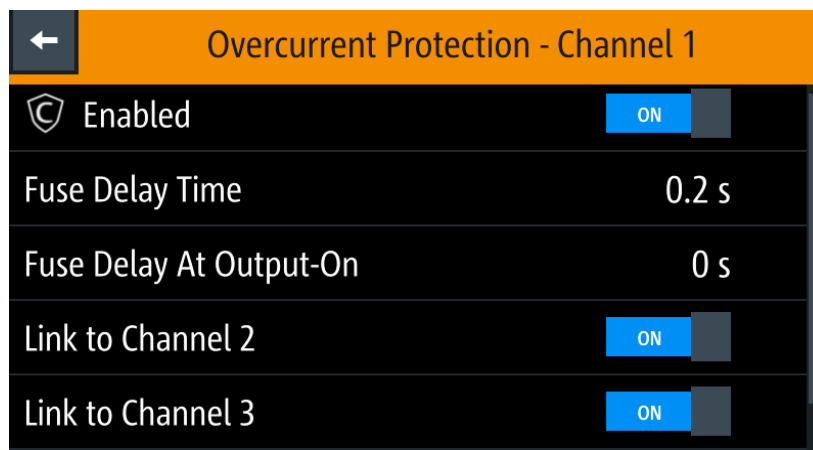 Overcurrent Protection - Channel 1
C Enabled ON
Fuse Delay Time 0.2 s
Fuse Delay At Output-On 0 s
Link to Channel 2 ON
Link to Channel 3 ON